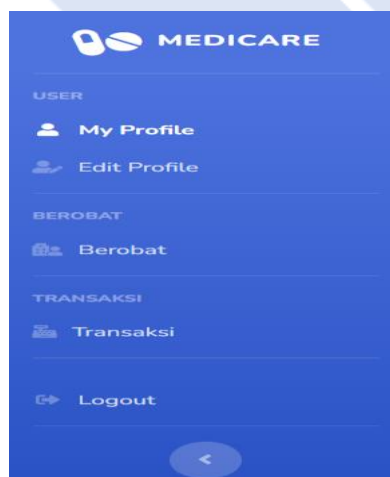 MEDICARE
USER
My Profile
Edit Profile
BEROBAT
Berobat
TRANSAKSI
Transaksi
Logout